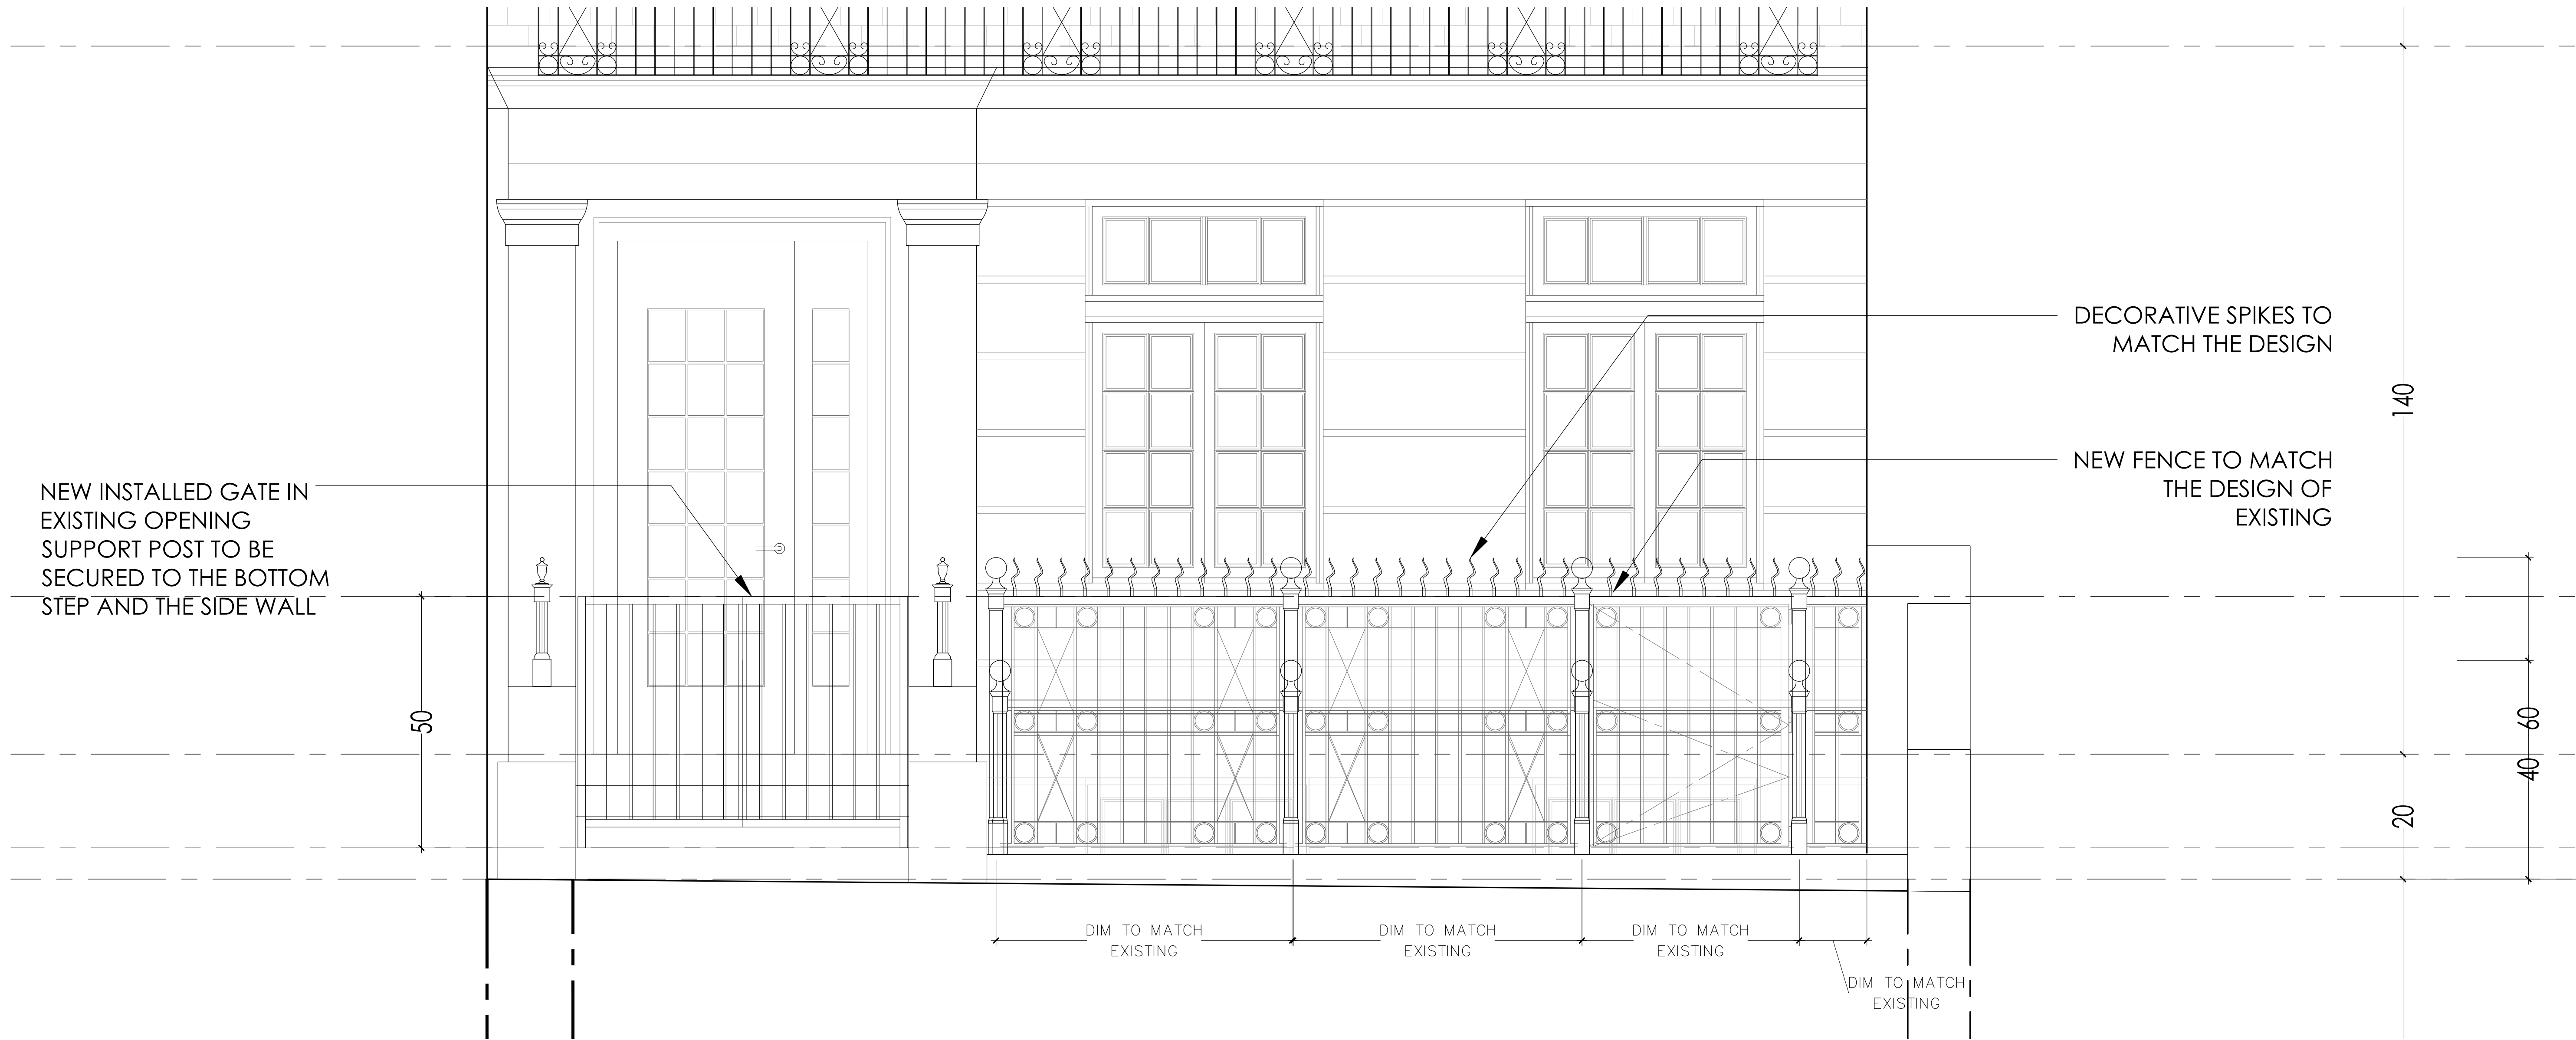 DECORATIVE SPIKES TO
MATCH THE DESIGN
140
NEW FENCE TO MATCH
THE DESIGN OF
EXISTING
NEW INSTALLED GATE IN
EXISTING OPENING
SUPPORT POST TO BE
SECURED TO THE BOTTOM
STEP AND THE SIDE WALL
50
60
40
20
DIM TO MATCH
EXISTING
DIM TO MATCH
EXISTING
DIM TO MATCH
EXISTING
DIM TO MATCH
EXISTING